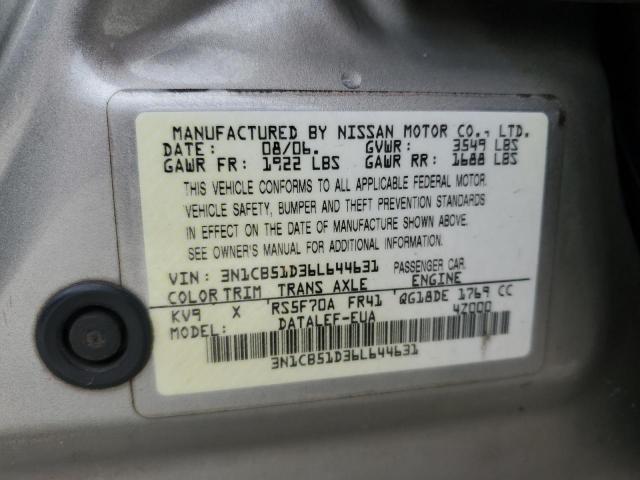 MANUFACTURED BY NISSAN MOTOR CO., LTD.
DATE: 08/06. GVWR: 3549 LBS
GAWR FR: 1922 LBS GAWR RR: 1688 LBS
THIS VEHICLE CONFORMS TO ALL APPLICABLE FEDERAL MOTOR
VEHICLE SAFETY, BUMPER AND THEFT PREVENTION STANDARDS
IN EFFECT ON THE DATE OF MANUFACTURE SHOWN ABOVE.
SEE OWNER'S MANUAL FOR ADDITIONAL INFORMATION.
VIN: 3N1CB51D36L644631 PASSENGER CAR.
COLOR TRIM TRANS AXLE ENGINE
KV9 X RS5F70A FR41 QG18DE 1769 CC
MODEL: DATALEF-EUA 42000
3N1CB51D36L644631